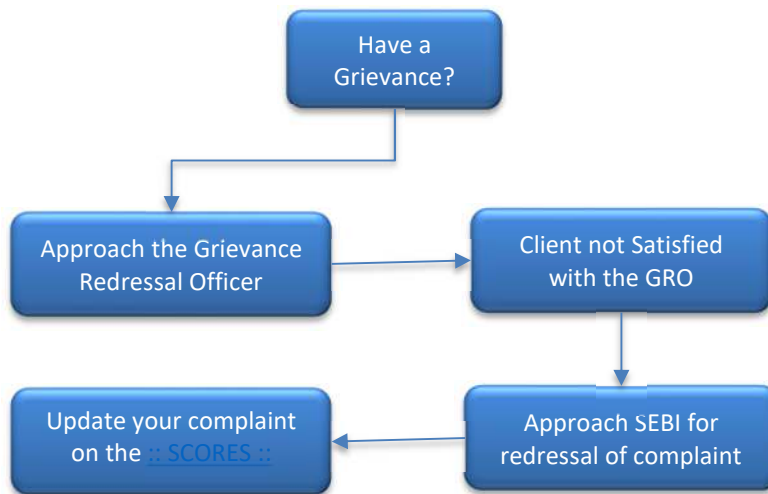 Have a
Grievance?
Approach the Grievance
Redressal Officer
Client not Satisfied
with the GRO
Approach SEBI for
redressal of complaint
Update your complaint
on the :: SCORES ::